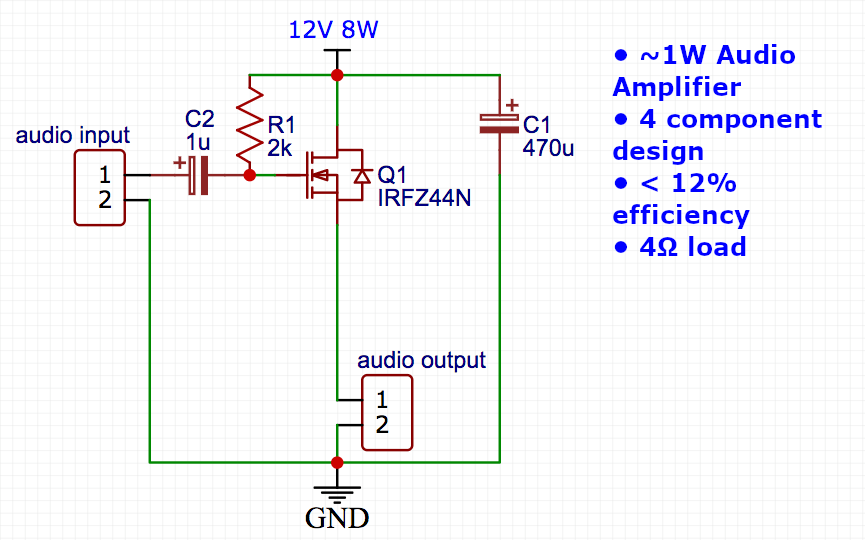 12V 8W
audio input
C2
1u
+
1
2
R1
2k
Q1
IRFZ44N
+
C1
470u
audio output
1
2
GND
• ~1W Audio
Amplifier
• 4 component
design
• < 12%
efficiency
• 4Ω load